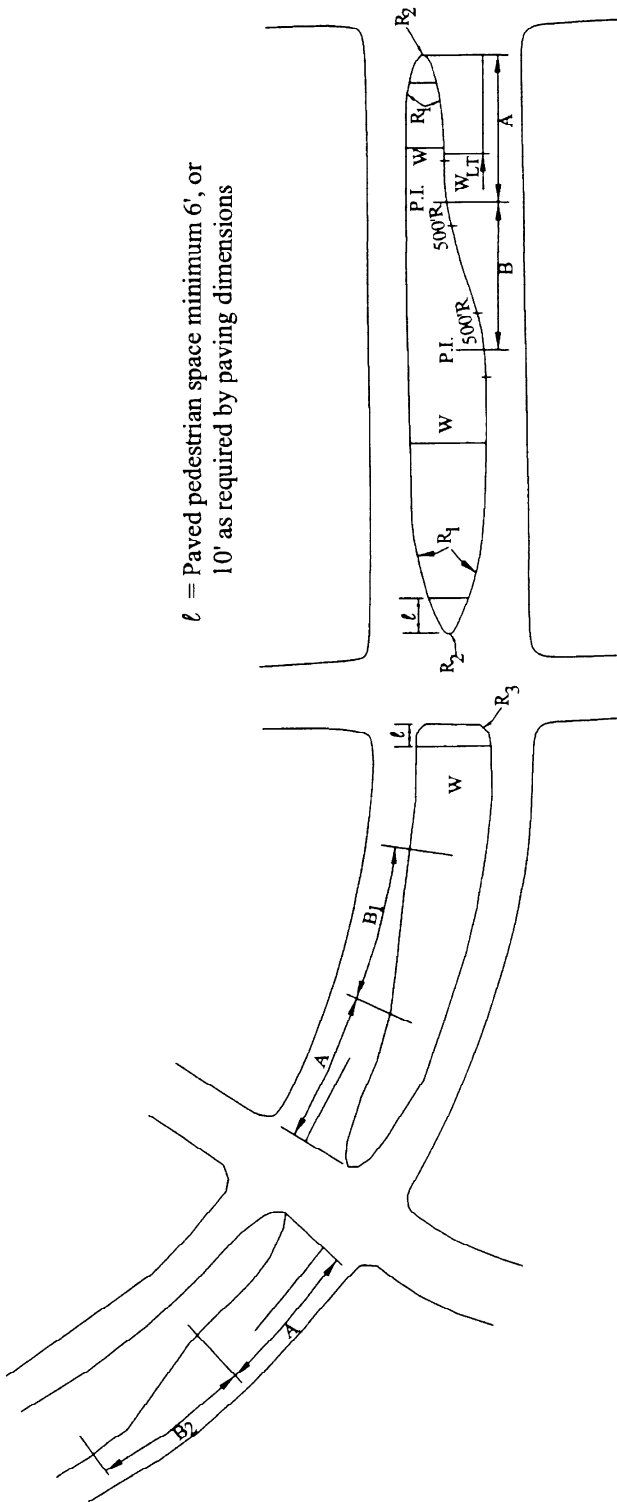 ℓ = Paved pedestrian space minimum 6', or
10' as required by paving dimensions
R2
R1
A
W
WLT
P.I.
500'R
B
500'R
P.I.
W
R1
ℓ
R2
R3
ℓ
W
B1
A
A
B2